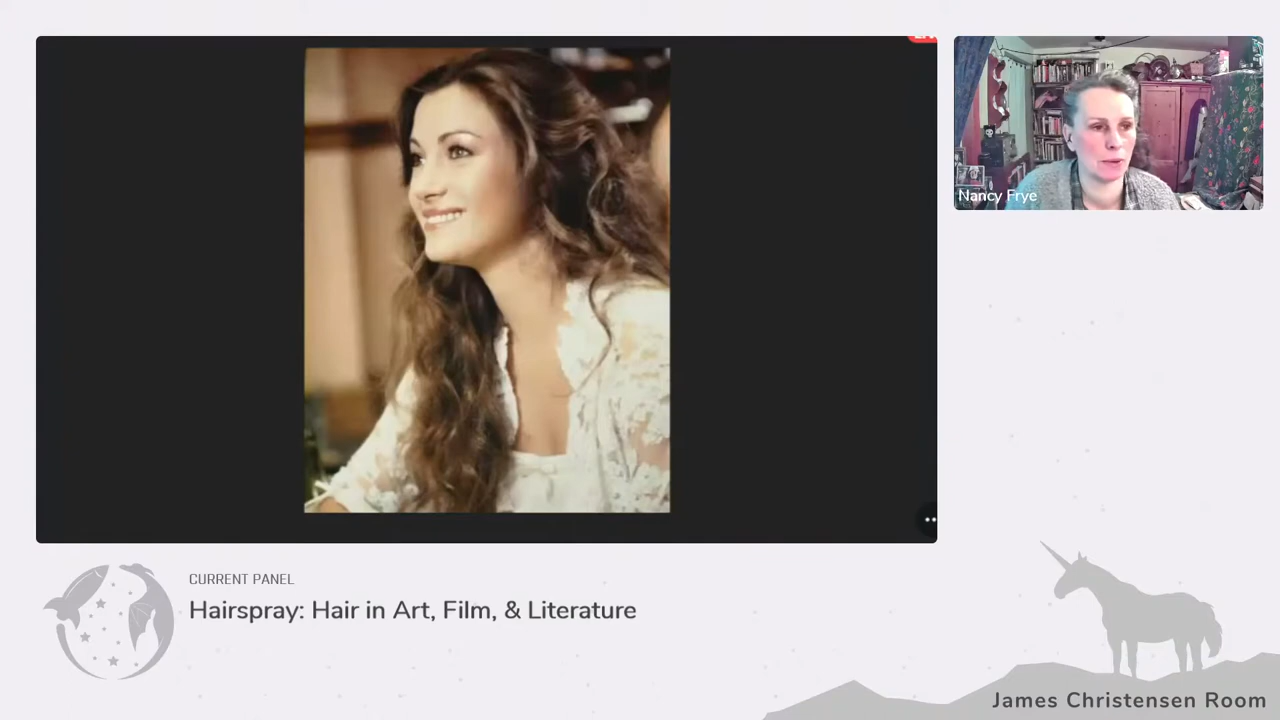 Nancy Frye
CURRENT PANEL
Hairspray: Hair in Art, Film, & Literature
James Christensen Room